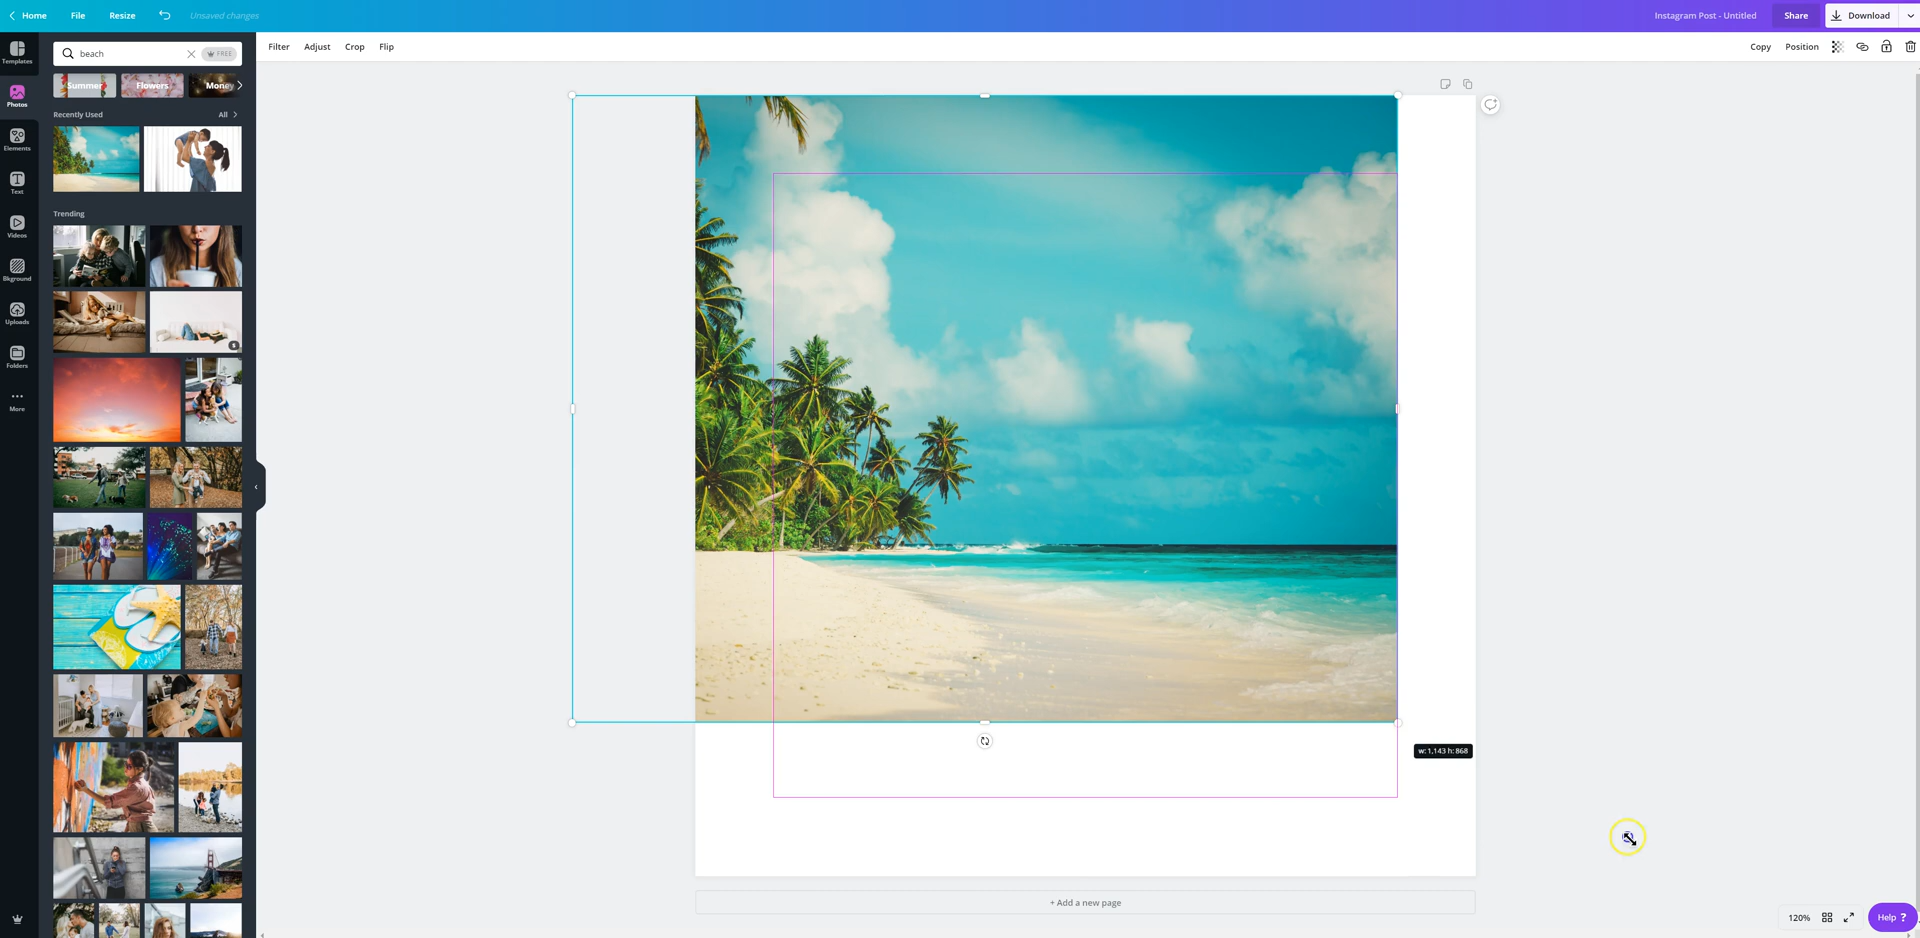 Home File Resize Unsaved changes Instagram Post - Untitled Share Download
beach FREE
Filter Adjust Crop Flip Copy Position
Templates
Summer Flowers Money
Photos
Recently Used All
Elements
Text
Trending
Videos
Bkground
Uploads
$
Folders
More
w: 1,143 h: 868
+ Add a new page
120% Help ?